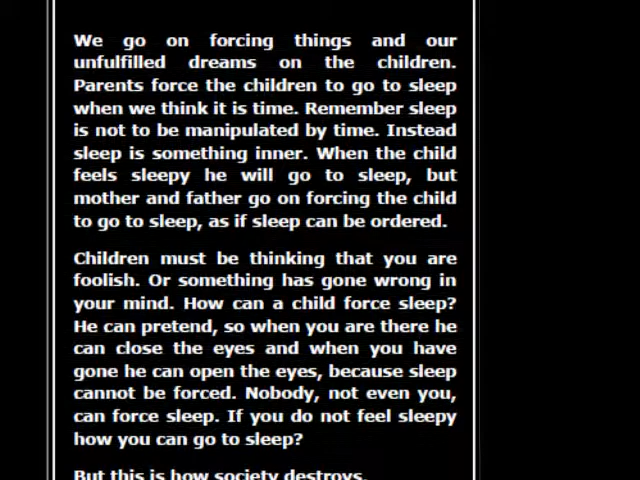 We go on forcing things and our
unfulfilled dreams on the children.
Parents force the children to go to sleep
when we think it is time. Remember sleep
is not to be manipulated by time. Instead
sleep is something inner. When the child
feels sleepy he will go to sleep, but
mother and father go on forcing the child
to go to sleep, as if sleep can be ordered.
Children must be thinking that you are
foolish. Or something has gone wrong in
your mind. How can a child force sleep?
He can pretend, so when you are there he
can close the eyes and when you have
gone he can open the eyes, because sleep
cannot be forced. Nobody, not even you,
can force sleep. If you do not feel sleepy
how you can go to sleep?
But this is how society destroys.